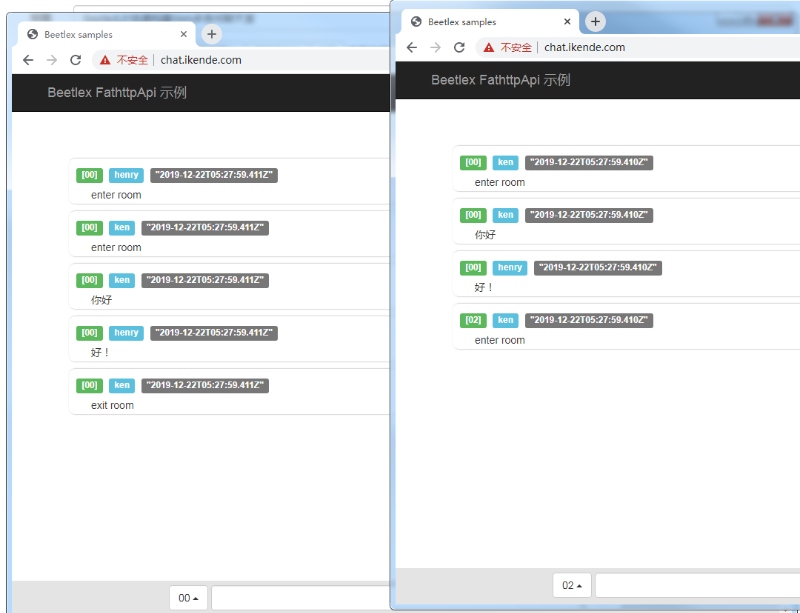 Beetlex samples
不安全 chat.ikende.com
Beetlex FathttpApi 示例
[00] henry "2019-12-22T05:27:59.411Z"
enter room
[00] ken "2019-12-22T05:27:59.411Z"
enter room
[00] ken "2019-12-22T05:27:59.411Z"
你好
[00] henry "2019-12-22T05:27:59.411Z"
好！
[00] ken "2019-12-22T05:27:59.411Z"
exit room
00
Beetlex samples
不安全 chat.ikende.com
Beetlex FathttpApi 示例
[00] ken "2019-12-22T05:27:59.410Z"
enter room
[00] ken "2019-12-22T05:27:59.410Z"
你好
[00] henry "2019-12-22T05:27:59.410Z"
好！
[02] ken "2019-12-22T05:27:59.410Z"
enter room
02